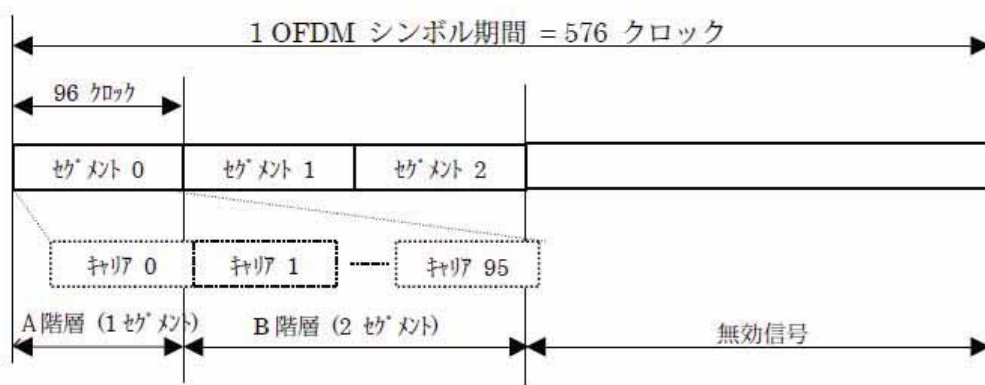 1 OFDM シンボル期間 = 576 クロック
96 ｸﾛｯｸ
ｾｸﾞﾒﾝﾄ 0
ｾｸﾞﾒﾝﾄ 1
ｾｸﾞﾒﾝﾄ 2
ｷｬﾘｱ 0
ｷｬﾘｱ 1
ｷｬﾘｱ 95
A階層 (1 ｾｸﾞﾒﾝﾄ)
B 階層 (2 ｾｸﾞﾒﾝﾄ)
無効信号